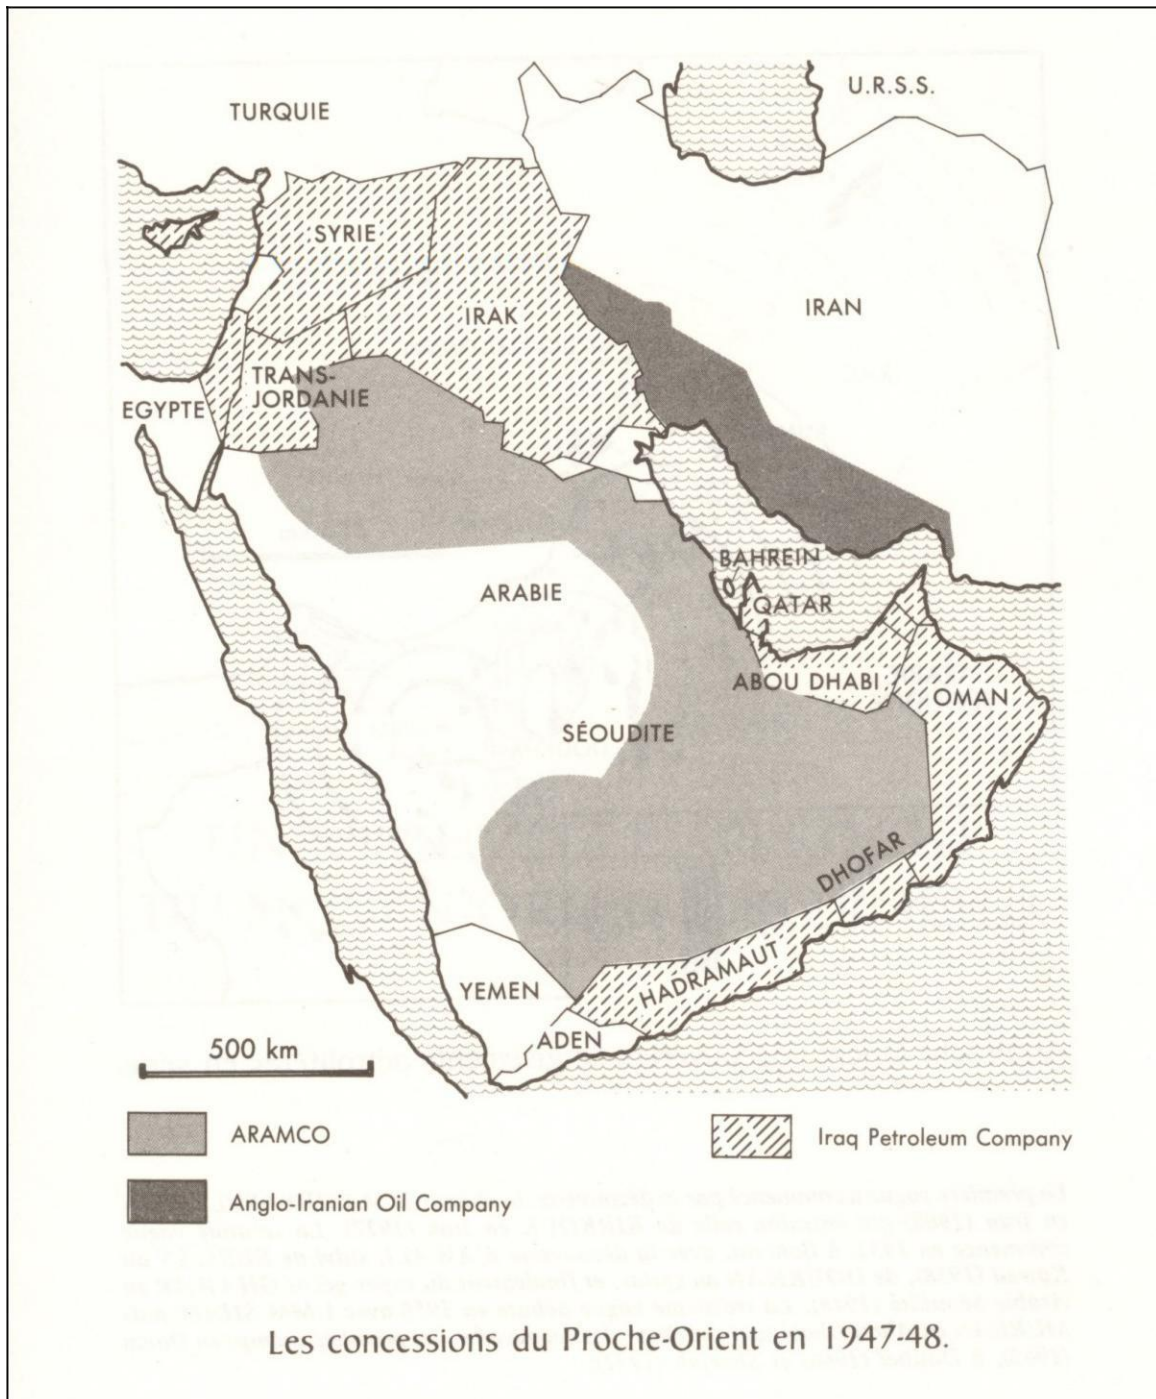 TURQUIE
U.R.S.S.
SYRIE
IRAK
IRAN
TRANS-
JORDANIE
EGYPTE
BAHREIN
QATAR
ARABIE
ABOU DHABI
OMAN
SÉOUDITE
DHOFAR
HADRAMAUT
YEMEN
ADEN
500 km
ARAMCO
Iraq Petroleum Company
Anglo-Iranian Oil Company
Les concessions du Proche-Orient en 1947-48.